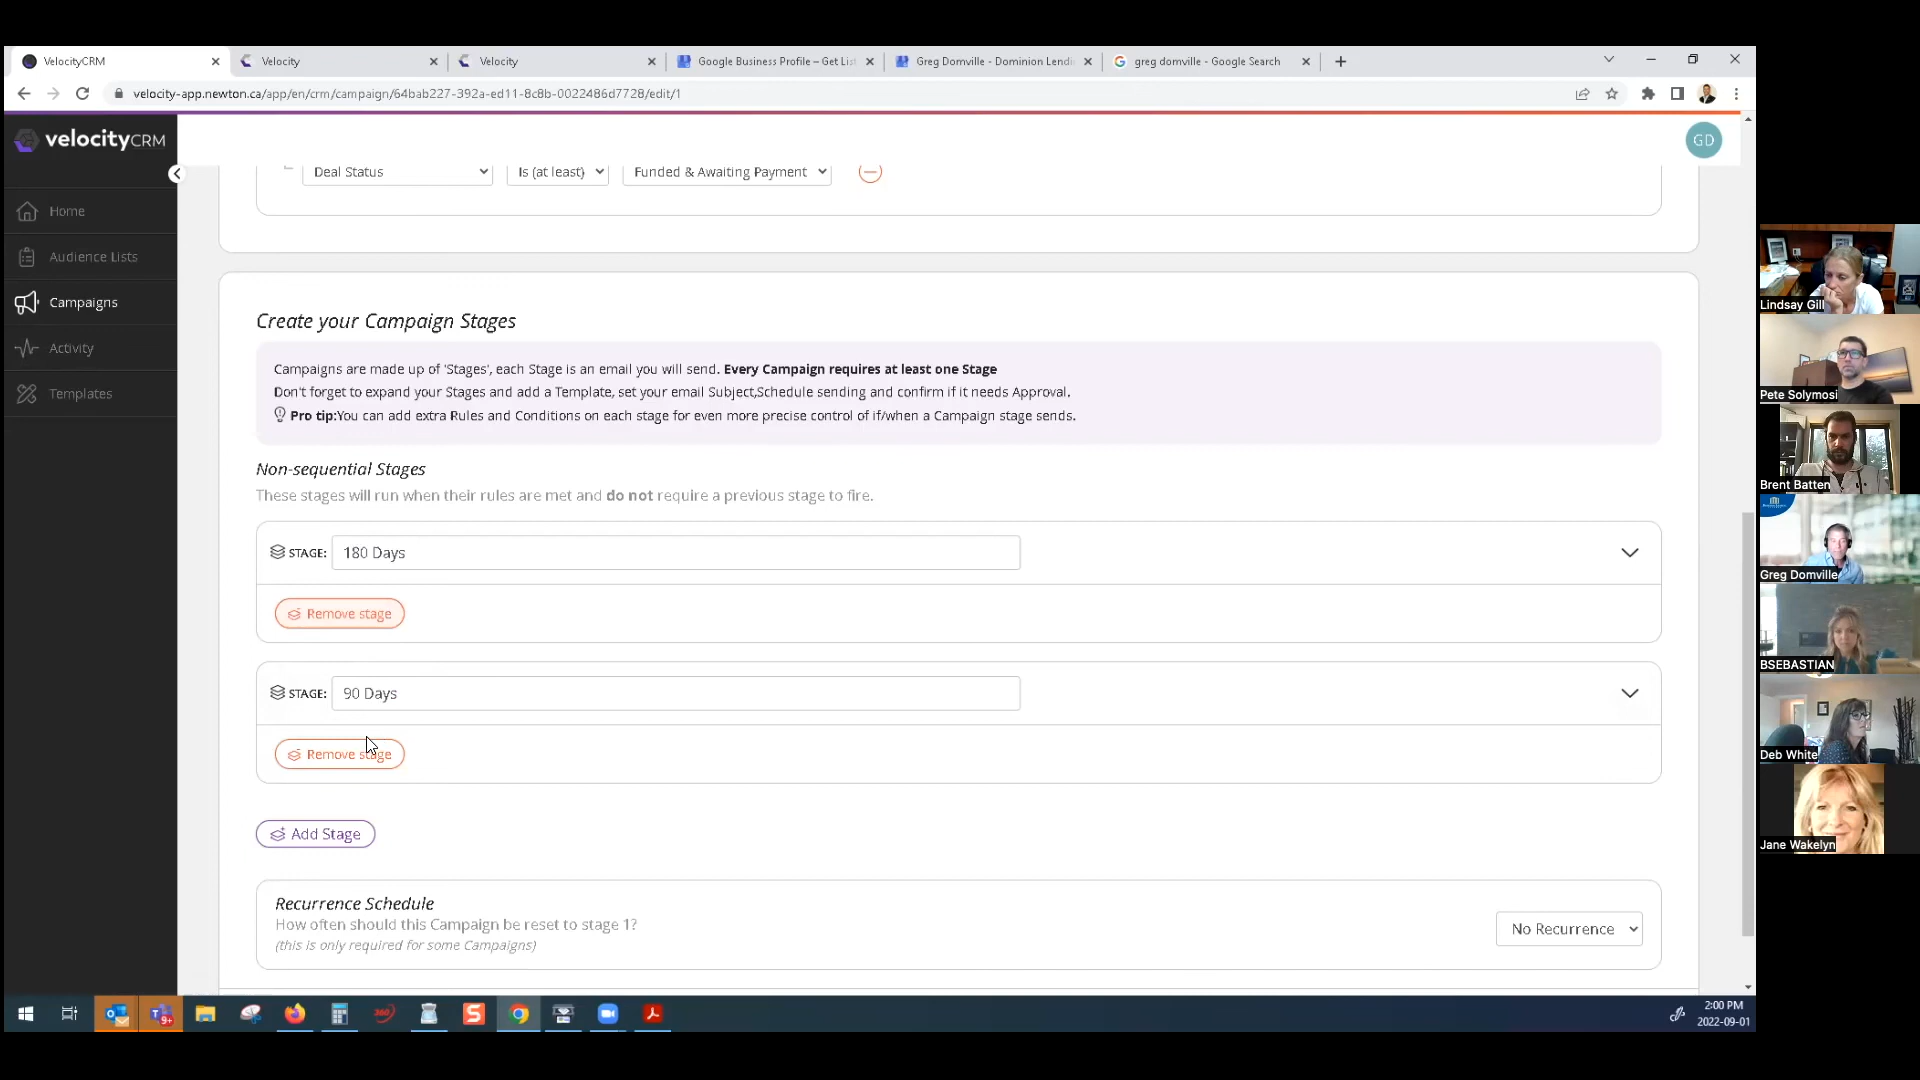 VelocityCRM
Velocity
Velocity
Google Business Profile – Get Lis
Greg Domville - Dominion Lendi
greg domville - Google Search
velocity-app.newton.ca/app/en/crm/campaign/64bab227-392a-ed11-8c8b-0022486d7728/edit/1
velocityCRM
GD
Deal Status
Is (at least)
Funded & Awaiting Payment
Home
Audience Lists
Campaigns
Activity
Templates
Create your Campaign Stages
Campaigns are made up of 'Stages', each Stage is an email you will send. Every Campaign requires at least one Stage
Don't forget to expand your Stages and add a Template, set your email Subject,Schedule sending and confirm if it needs Approval.
Pro tip:You can add extra Rules and Conditions on each stage for even more precise control of if/when a Campaign stage sends.
Non-sequential Stages
These stages will run when their rules are met and do not require a previous stage to fire.
STAGE: 180 Days
Remove stage
STAGE: 90 Days
Remove stage
Add Stage
Recurrence Schedule
How often should this Campaign be reset to stage 1?
(this is only required for some Campaigns)
No Recurrence
9+
360
S
2:00 PM
2022-09-01
Lindsay Gill
Pete Solymosi
Brent Batten
Greg Domville
BSEBASTIAN
Deb White
Jane Wakelyn